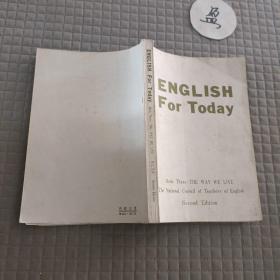 盈
ENGLISH
For Today
Book Three: THE WAY WE LIVE
The National Council of Teachers of English
Second Edition
ENGLISH For Today